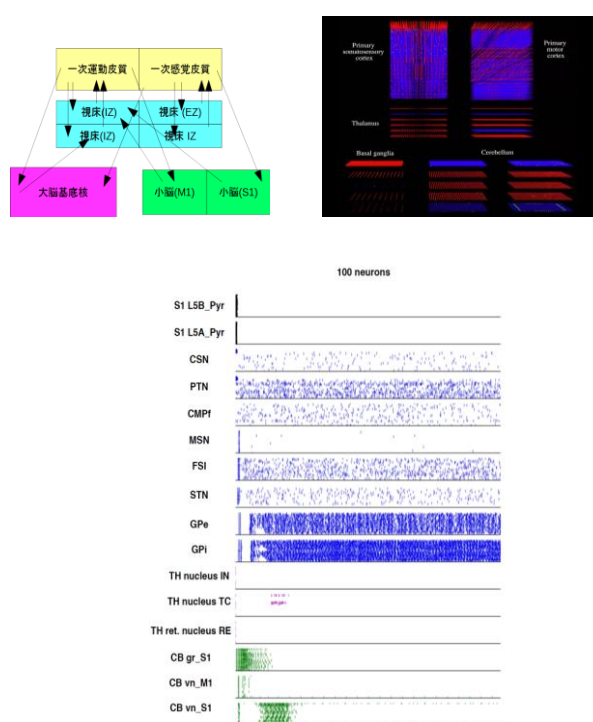 一次運動皮質 一次感覚皮質
視床(IZ) 視床 (EZ)
視床(IZ) 視床 IZ
大脳基底核 小脳(M1) 小脳(S1)
Primary
somatosensory
cortex
Primary
motor
cortex
Thalamus
Basal ganglia Cerebellum
100 neurons
S1 L5B_Pyr
S1 L5A_Pyr
CSN
PTN
CMPf
MSN
FSI
STN
GPe
GPi
TH nucleus IN
TH nucleus TC
TH ret. nucleus RE
CB gr_S1
CB vn_M1
CB vn_S1